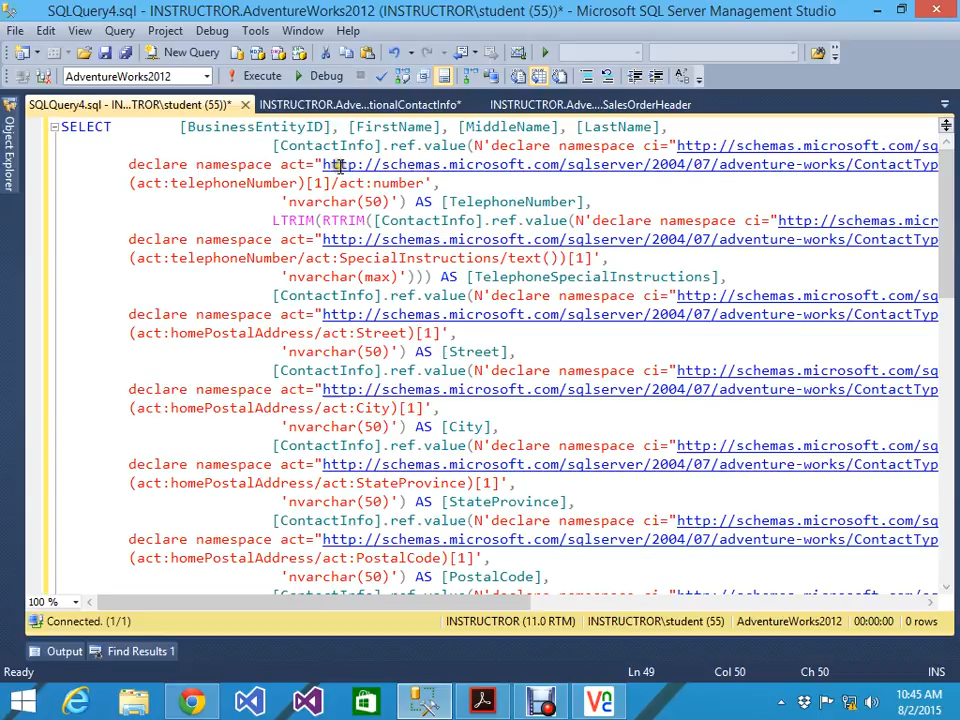 SQLQuery4.sql - INSTRUCTOR.AdventureWorks2012 (INSTRUCTOR\student (55))* - Microsoft SQL Server Management Studio
File Edit View Query Project Debug Tools Window Help
New Query
AdventureWorks2012 Execute Debug
SQLQuery4.sql - IN...TROR\student (55))* INSTRUCTOR.Adve...tionalContactInfo* INSTRUCTOR.Adve....SalesOrderHeader
Object Explorer
SELECT [BusinessEntityID], [FirstName], [MiddleName], [LastName],
[ContactInfo].ref.value(N'declare namespace ci="http://schemas.microsoft.com/sq
declare namespace act="http://schemas.microsoft.com/sqlserver/2004/07/adventure-works/ContactTyp
(act:telephoneNumber)[1]/act:number',
'nvarchar(50)') AS [TelephoneNumber],
LTRIM(RTRIM([ContactInfo].ref.value(N'declare namespace ci="http://schemas.micr
declare namespace act="http://schemas.microsoft.com/sqlserver/2004/07/adventure-works/ContactTyp
(act:telephoneNumber/act:SpecialInstructions/text())[1]',
'nvarchar(max)'))) AS [TelephoneSpecialInstructions],
[ContactInfo].ref.value(N'declare namespace ci="http://schemas.microsoft.com/sq
declare namespace act="http://schemas.microsoft.com/sqlserver/2004/07/adventure-works/ContactTyp
(act:homePostalAddress/act:Street)[1]',
'nvarchar(50)') AS [Street],
[ContactInfo].ref.value(N'declare namespace ci="http://schemas.microsoft.com/sq
declare namespace act="http://schemas.microsoft.com/sqlserver/2004/07/adventure-works/ContactTyp
(act:homePostalAddress/act:City)[1]',
'nvarchar(50)') AS [City],
[ContactInfo].ref.value(N'declare namespace ci="http://schemas.microsoft.com/sq
declare namespace act="http://schemas.microsoft.com/sqlserver/2004/07/adventure-works/ContactTyp
(act:homePostalAddress/act:StateProvince)[1]',
'nvarchar(50)') AS [StateProvince],
[ContactInfo].ref.value(N'declare namespace ci="http://schemas.microsoft.com/sq
declare namespace act="http://schemas.microsoft.com/sqlserver/2004/07/adventure-works/ContactTyp
(act:homePostalAddress/act:PostalCode)[1]',
'nvarchar(50)') AS [PostalCode],
100 %
Connected. (1/1) INSTRUCTOR (11.0 RTM) INSTRUCTOR\student (55) AdventureWorks2012 00:00:00 0 rows
Output Find Results 1
Ready Ln 49 Col 50 Ch 50 INS
10:45 AM
8/2/2015